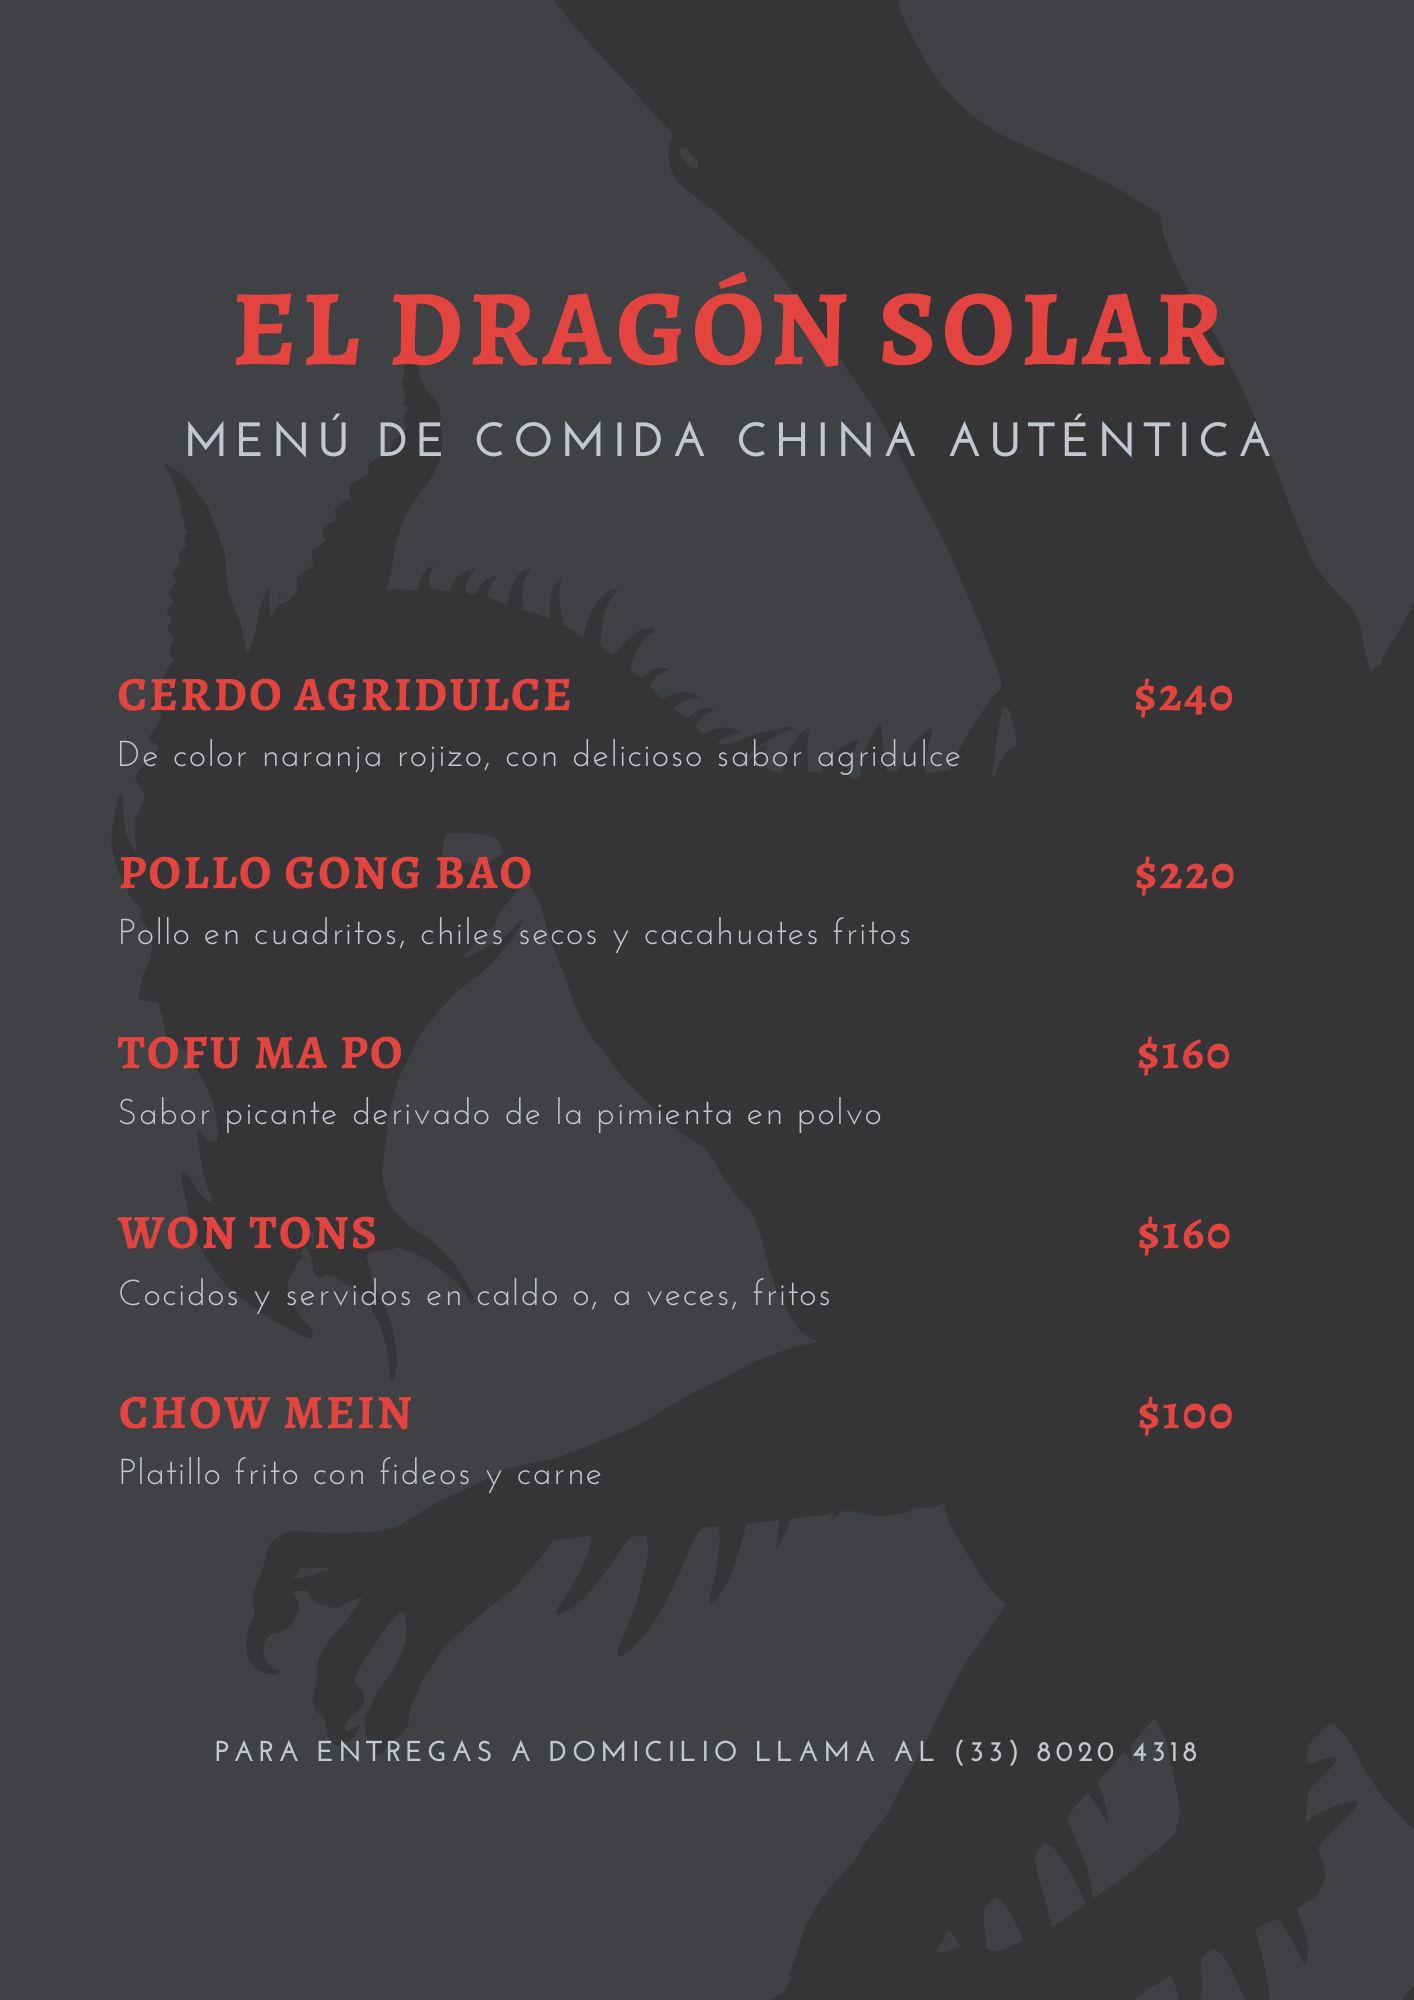 EL DRAGÓN SOLAR
MENÚ DE COMIDA CHINA AUTÉNTICA
CERDO AGRIDULCE $240
De color naranja rojizo, con delicioso sabor agridulce
POLLO GONG BAO $220
Pollo en cuadritos, chiles secos y cacahuates fritos
TOFU MA PO $160
Sabor picante derivado de la pimienta en polvo
WON TONS $160
Cocidos y servidos en caldo o, a veces, fritos
CHOW MEIN $100
Platillo frito con fideos y carne
PARA ENTREGAS A DOMICILIO LLAMA AL (33) 8020 4318